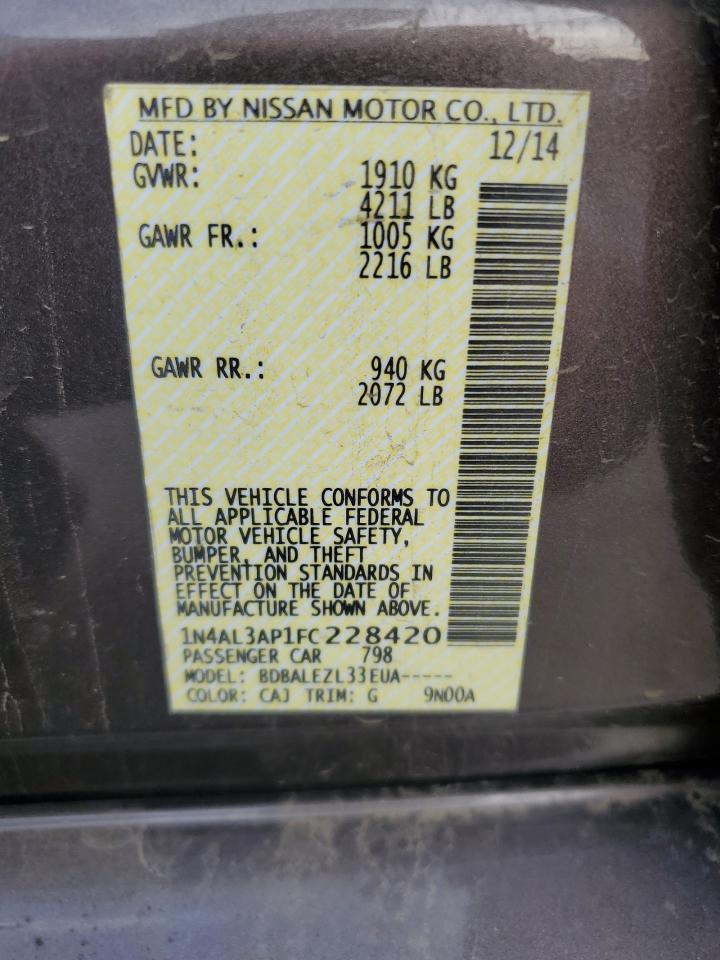 MFD BY NISSAN MOTOR CO., LTD.
DATE: 12/14
GVWR: 1910 KG
4211 LB
GAWR FR.: 1005 KG
2216 LB
GAWR RR.: 940 KG
2072 LB
THIS VEHICLE CONFORMS TO
ALL APPLICABLE FEDERAL
MOTOR VEHICLE SAFETY,
BUMPER, AND THEFT
PREVENTION STANDARDS IN
EFFECT ON THE DATE OF
MANUFACTURE SHOWN ABOVE.
1N4AL3AP1FC228420
PASSENGER CAR 798
MODEL: BDBALEZL33EUA-----
COLOR: CAJ TRIM: G 9N00A